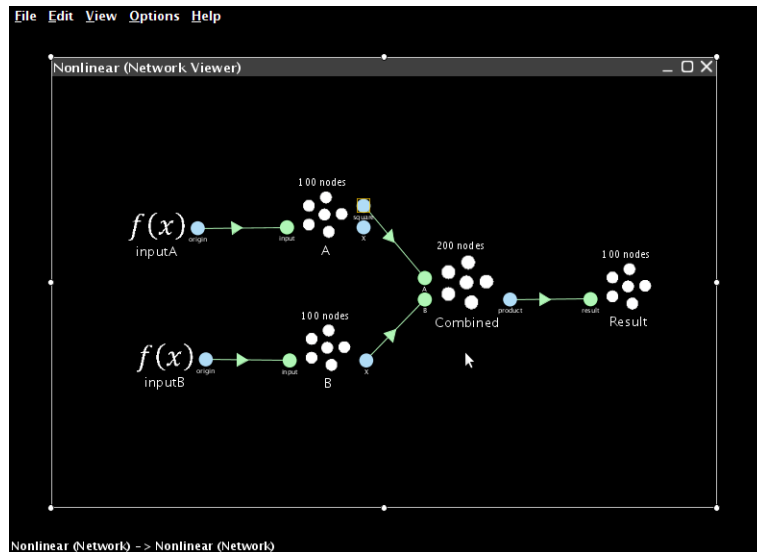 File Edit View Options Help
Nonlinear (Network Viewer)
100 nodes
square
f(x)
origin
input
X
inputA
A
200 nodes
100 nodes
A
B
product
result
Combined
Result
100 nodes
f(x)
origin
input
X
inputB
B
Nonlinear (Network) -> Nonlinear (Network)